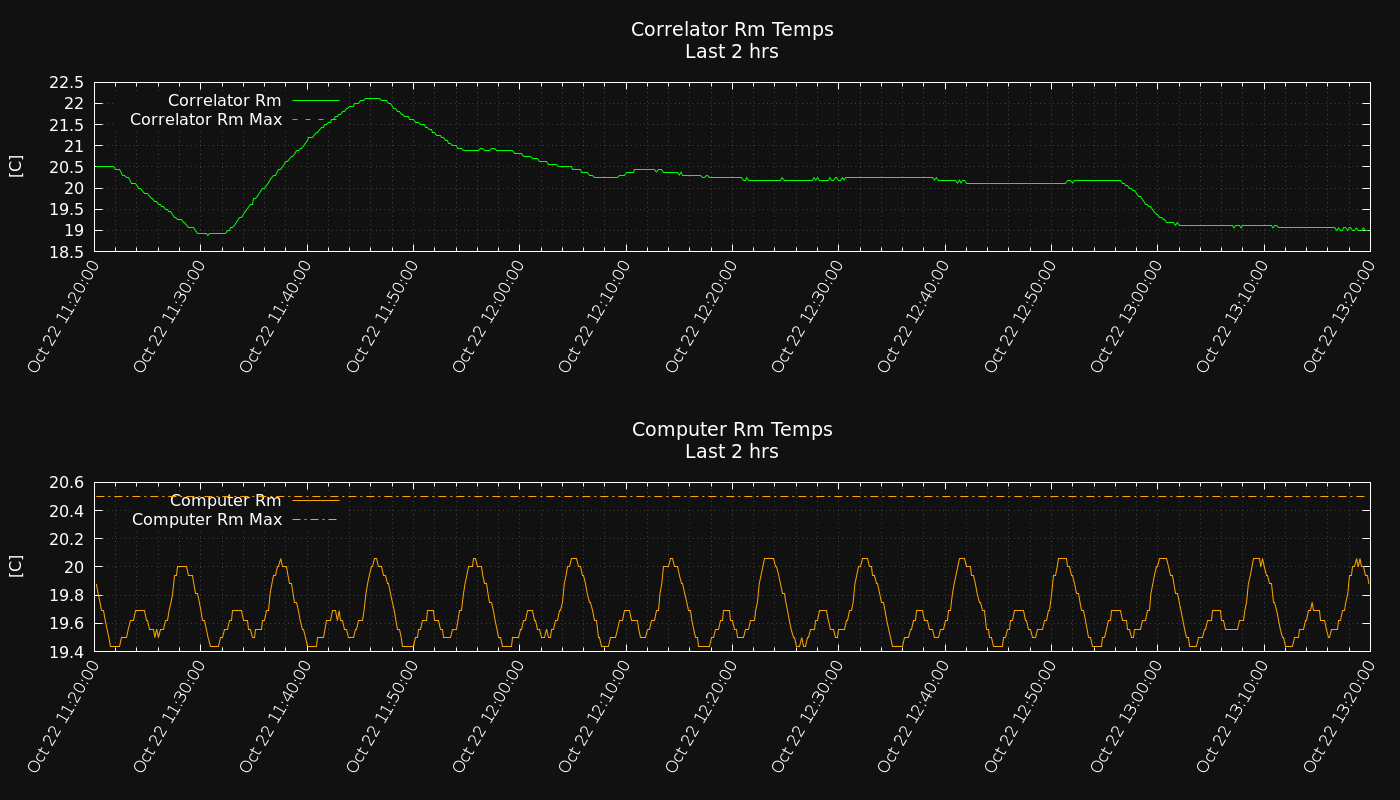 Correlator Rm Temps
Last 2 hrs
22.5
22
21.5
21
20.5
20
19.5
19
18.5
[C]
Correlator Rm
Correlator Rm Max
Oct 22 11:20:00
Oct 22 11:30:00
Oct 22 11:40:00
Oct 22 11:50:00
Oct 22 12:00:00
Oct 22 12:10:00
Oct 22 12:20:00
Oct 22 12:30:00
Oct 22 12:40:00
Oct 22 12:50:00
Oct 22 13:00:00
Oct 22 13:10:00
Oct 22 13:20:00
Computer Rm Temps
Last 2 hrs
20.6
20.4
20.2
20
19.8
19.6
19.4
[C]
Computer Rm
Computer Rm Max
Oct 22 11:20:00
Oct 22 11:30:00
Oct 22 11:40:00
Oct 22 11:50:00
Oct 22 12:00:00
Oct 22 12:10:00
Oct 22 12:20:00
Oct 22 12:30:00
Oct 22 12:40:00
Oct 22 12:50:00
Oct 22 13:00:00
Oct 22 13:10:00
Oct 22 13:20:00